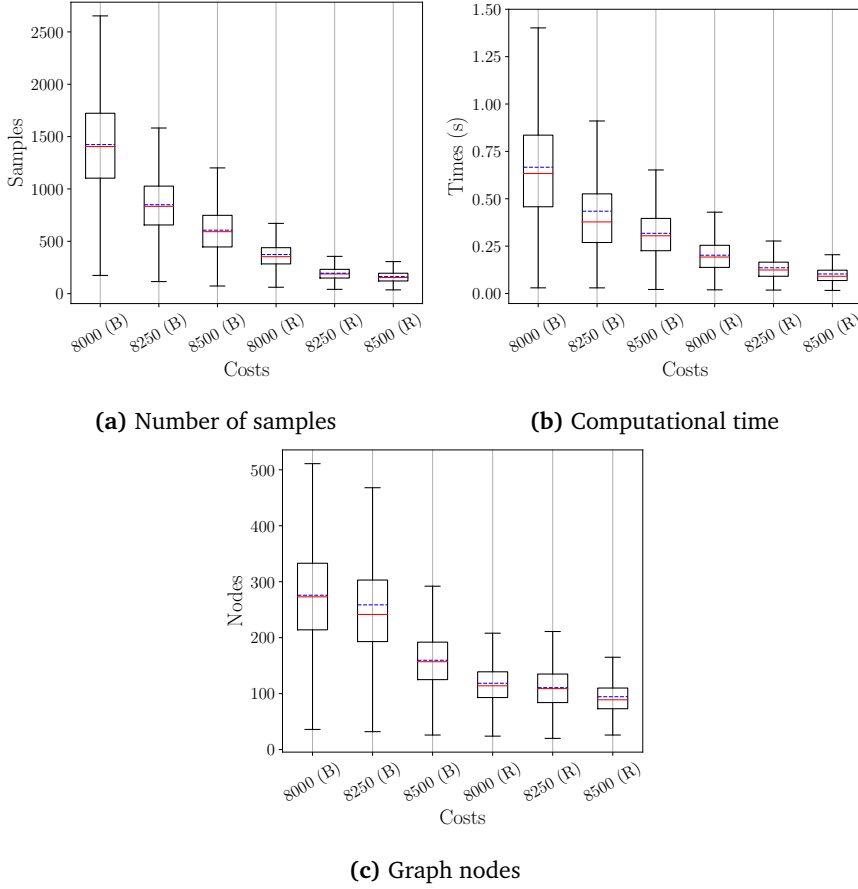 2500
2000
1500
1000
500
0
Samples
8000 (B)
8250 (B)
8500 (B)
8000 (R)
8250 (R)
8500 (R)
Costs
(a) Number of samples
1.50
1.25
1.00
0.75
0.50
0.25
0.00
Times (s)
8000 (B)
8250 (B)
8500 (B)
8000 (R)
8250 (R)
8500 (R)
Costs
(b) Computational time
500
400
300
200
100
0
Nodes
8000 (B)
8250 (B)
8500 (B)
8000 (R)
8250 (R)
8500 (R)
Costs
(c) Graph nodes